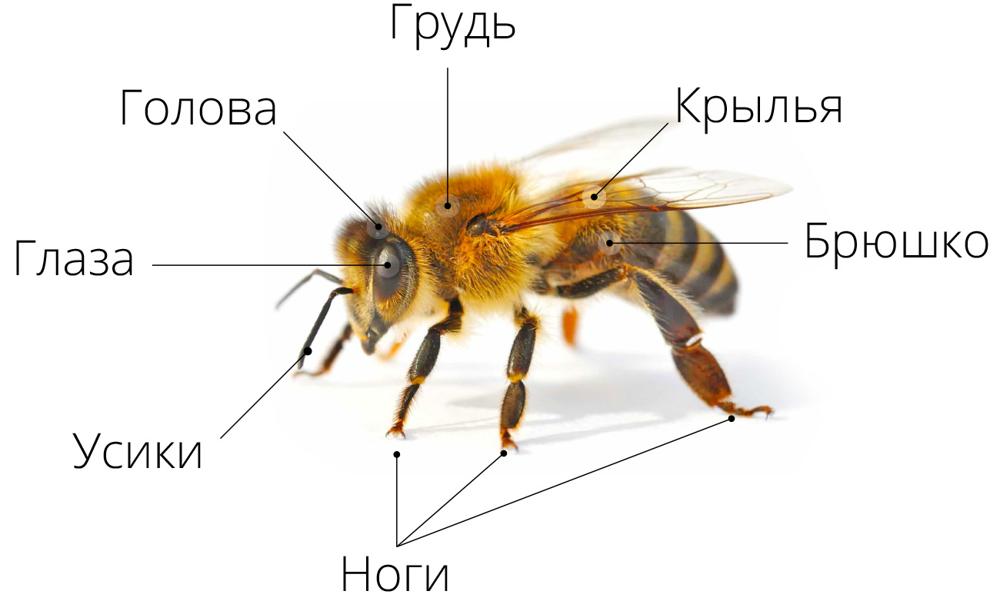 Грудь
Голова
Крылья
Глаза
Брюшко
Усики
Ноги